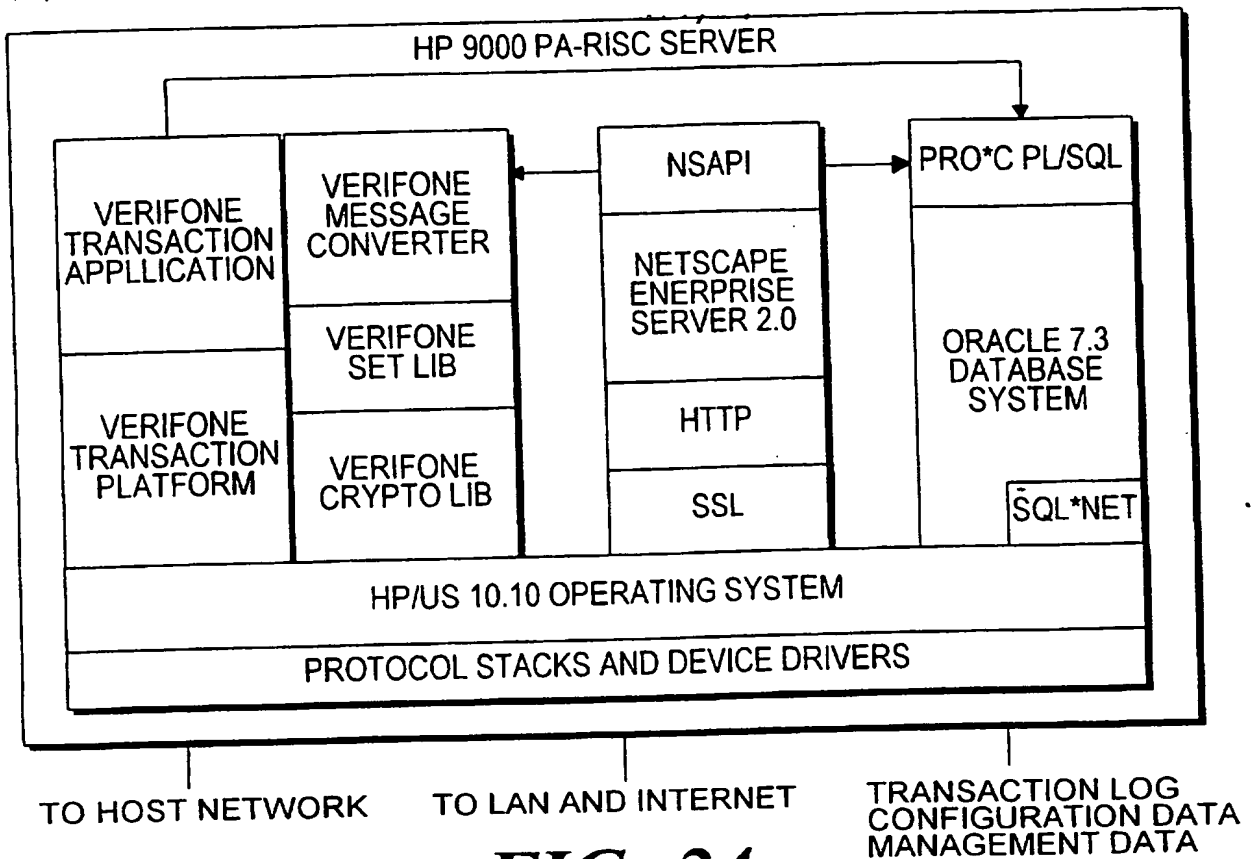 HP 9000 PA-RISC SERVER
VERIFONE
TRANSACTION
APPLLICATION
VERIFONE
TRANSACTION
PLATFORM
VERIFONE
MESSAGE
CONVERTER
VERIFONE
SET LIB
VERIFONE
CRYPTO LIB
NSAPI
NETSCAPE
ENERPRISE
SERVER 2.0
HTTP
SSL
PRO*C PL/SQL
ORACLE 7.3
DATABASE
SYSTEM
SQL*NET
HP/US 10.10 OPERATING SYSTEM
PROTOCOL STACKS AND DEVICE DRIVERS
TO HOST NETWORK
TO LAN AND INTERNET
TRANSACTION LOG
CONFIGURATION DATA
MANAGEMENT DATA